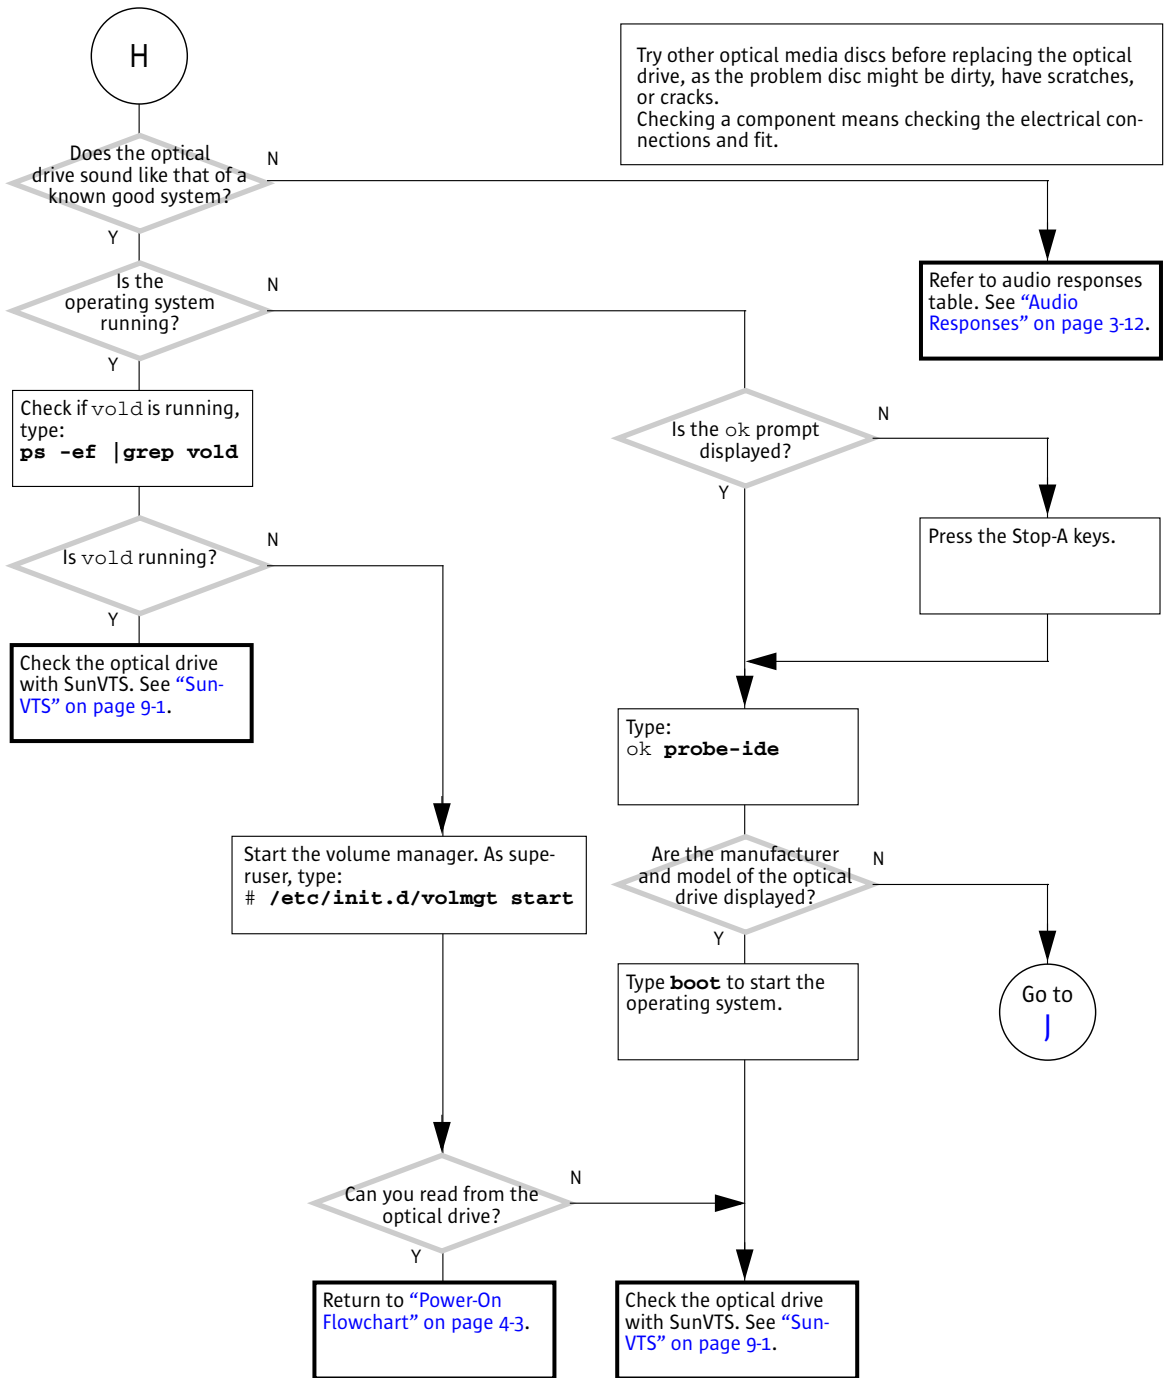 H
Try other optical media discs before replacing the optical
drive, as the problem disc might be dirty, have scratches,
or cracks.
Checking a component means checking the electrical con-
nections and fit.
Does the optical
drive sound like that of a
known good system?
N
Y
Refer to audio responses
table. See “Audio
Responses” on page 3-12.
Is the
operating system
running?
N
Y
Check if vold is running,
type:
ps -ef |grep vold
Is the ok prompt
displayed?
N
Y
Press the Stop-A keys.
Is vold running?
N
Y
Check the optical drive
with SunVTS. See “Sun-
VTS” on page 9-1.
Type:
ok probe-ide
Start the volume manager. As supe-
ruser, type:
# /etc/init.d/volmgt start
Are the manufacturer
and model of the optical
drive displayed?
N
Y
Type boot to start the
operating system.
Go to
J
Can you read from the
optical drive?
N
Y
Return to “Power-On
Flowchart” on page 4-3.
Check the optical drive
with SunVTS. See “Sun-
VTS” on page 9-1.